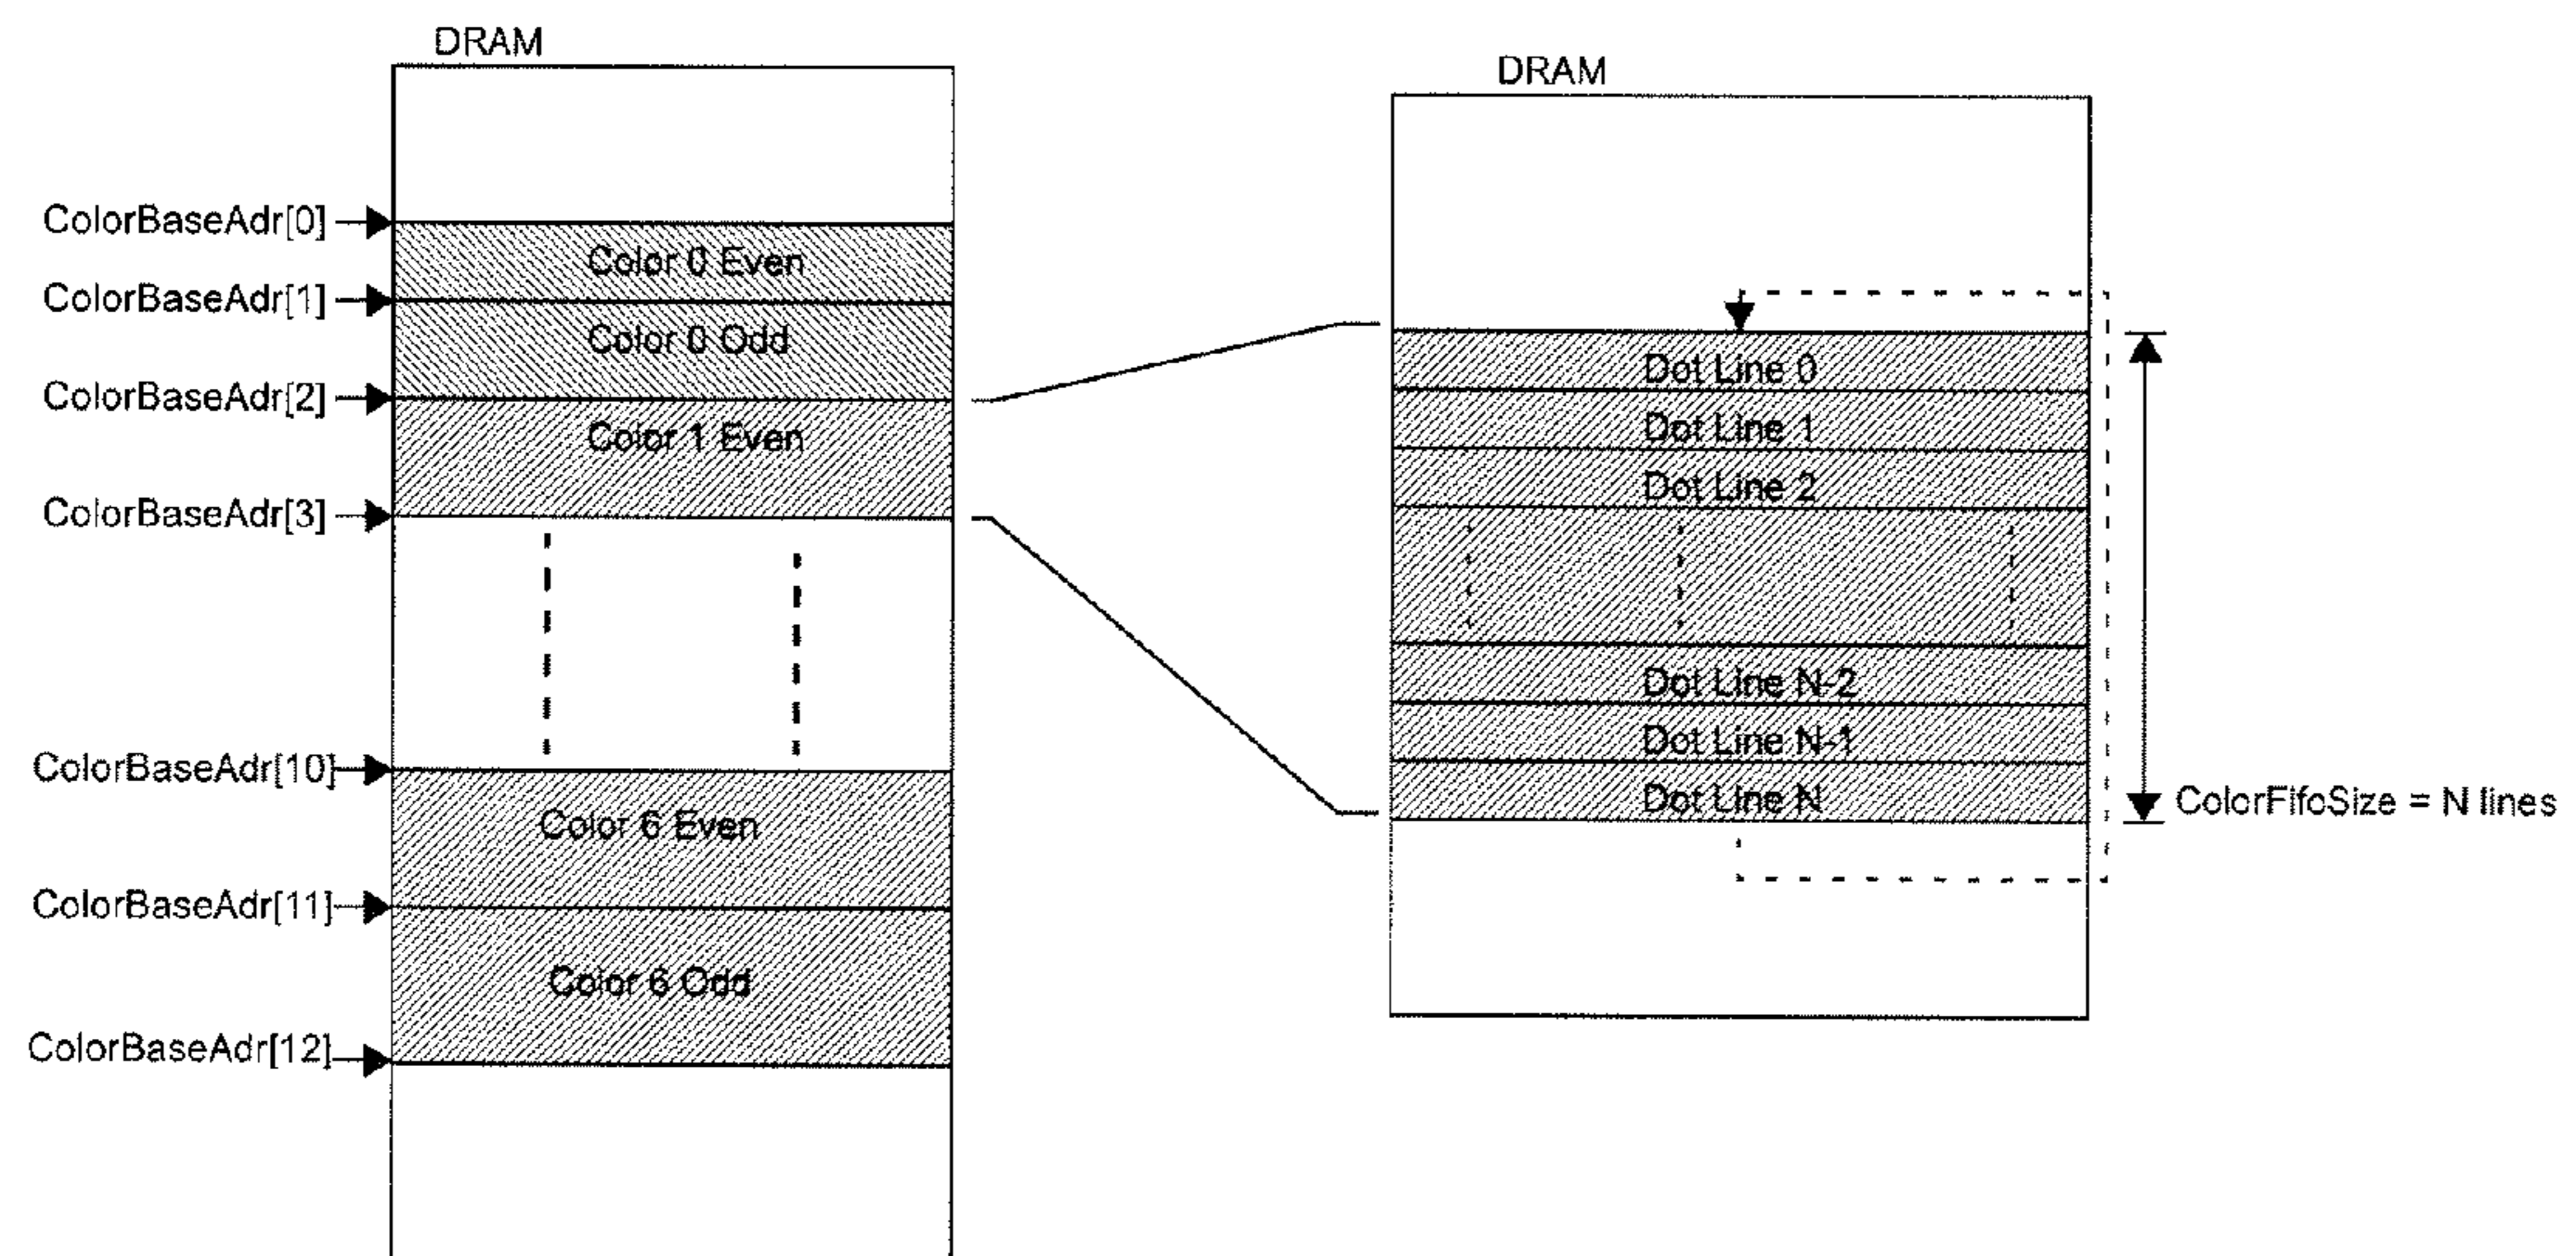 DRAM
ColorBaseAdr[0]
Color 0 Even
ColorBaseAdr[1]
Color 0 Odd
ColorBaseAdr[2]
Color 1 Even
ColorBaseAdr[3]
ColorBaseAdr[10]
Color 6 Even
ColorBaseAdr[11]
Color 6 Odd
ColorBaseAdr[12]
DRAM
Dot Line 0
Dot Line 1
Dot Line 2
Dot Line N-2
Dot Line N-1
Dot Line N
ColorFifoSize = N lines